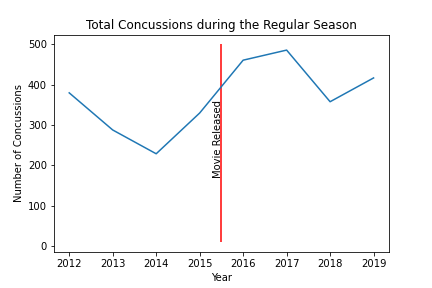 Total Concussions during the Regular Season
Number of Concussions
500
400
300
200
100
0
Movie Released
2012 2013 2014 2015 2016 2017 2018 2019
Year